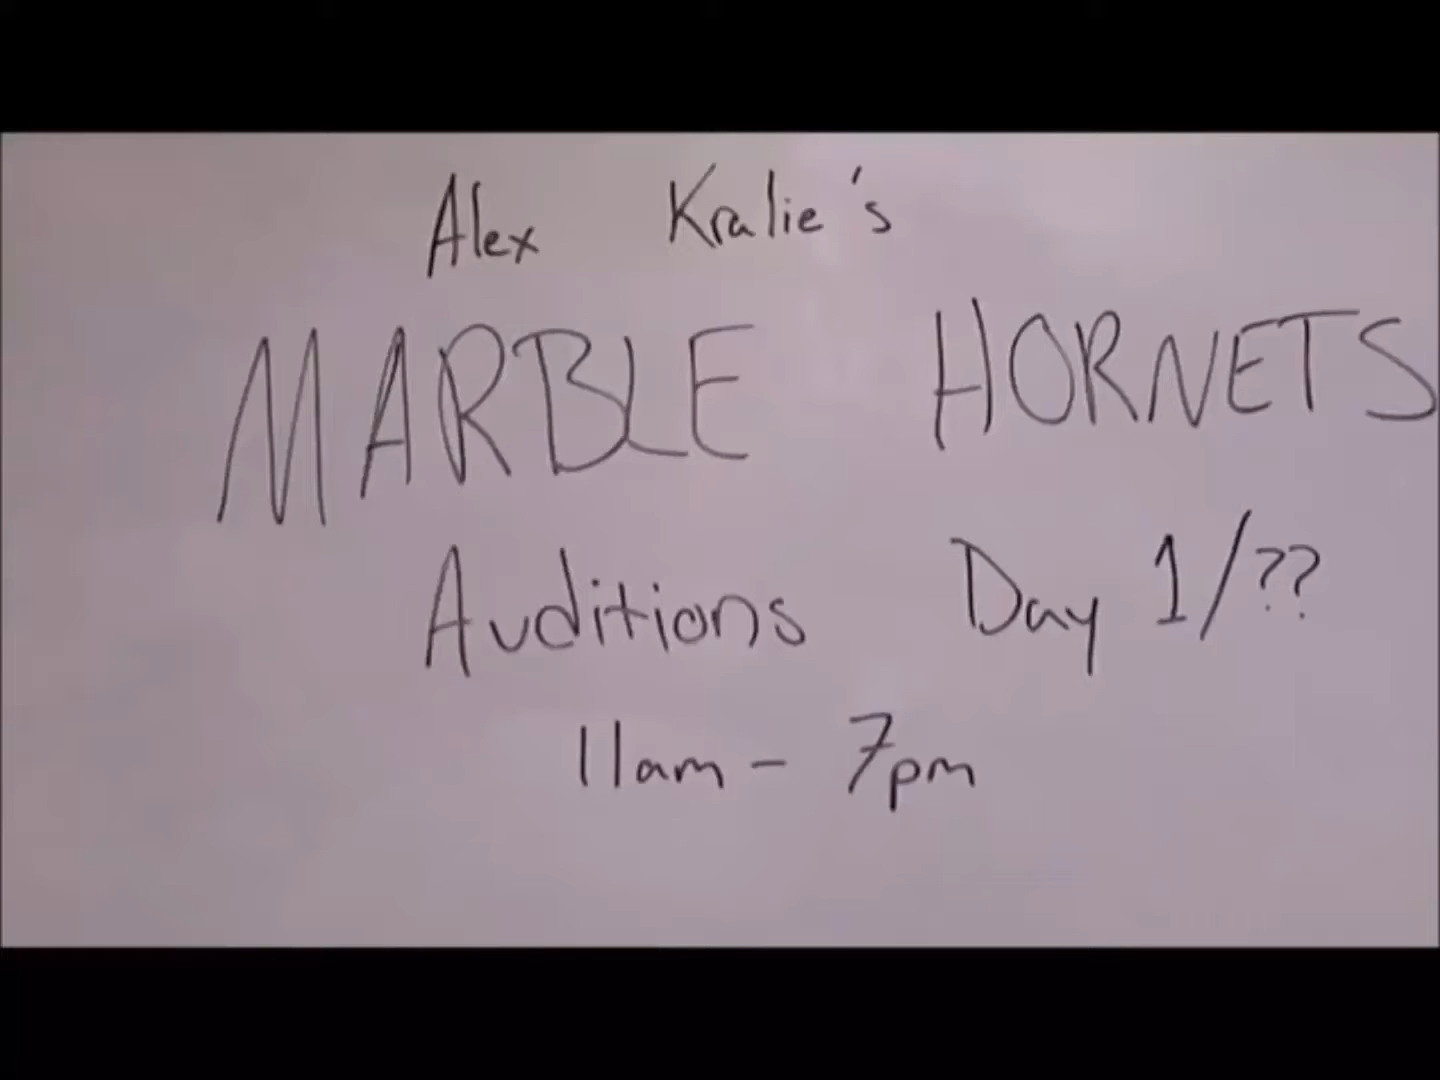 Alex Kralie's
MARBLE HORNETS
Auditions Day 1/??
11am - 7pm